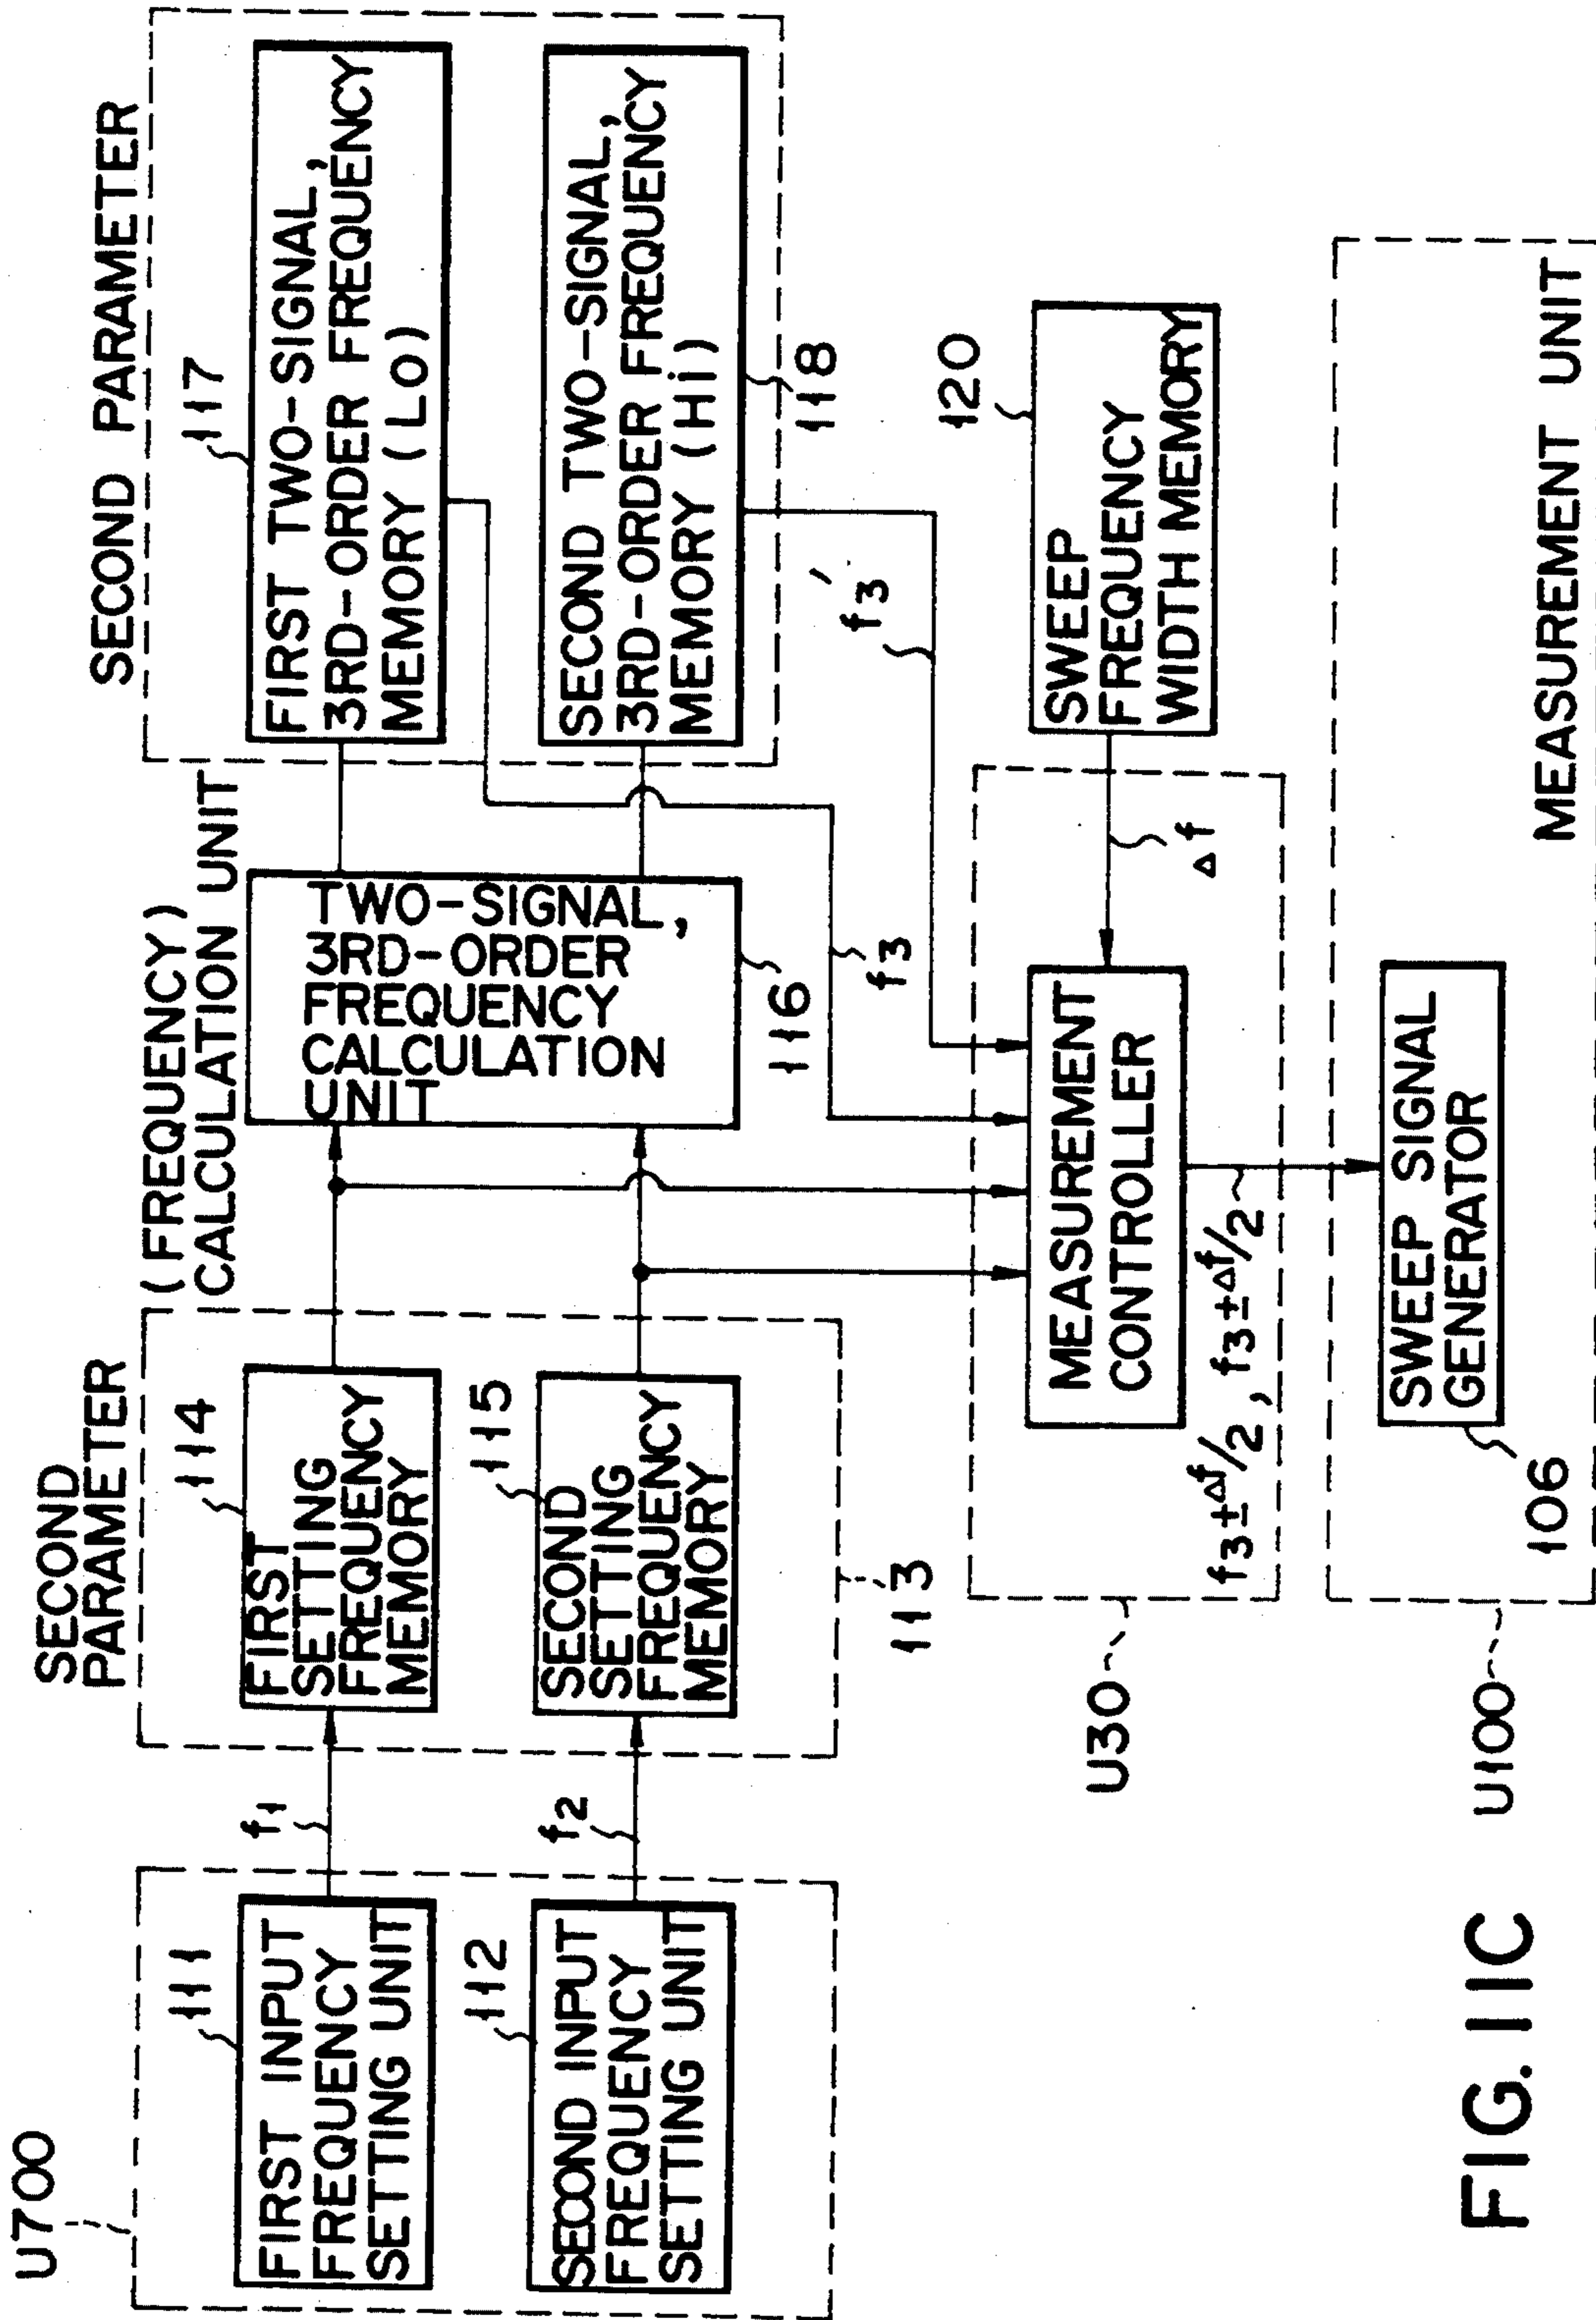 U700
111
FIRST INPUT
FREQUENCY
SETTING UNIT
112
SECOND INPUT
FREQUENCY
SETTING UNIT
f1
f2
SECOND
PARAMETER
114
FIRST
SETTING
FREQUENCY
MEMORY
115
SECOND
SETTING
FREQUENCY
MEMORY
113
(FREQUENCY)
CALCULATION UNIT
TWO-SIGNAL,
3RD-ORDER
FREQUENCY
CALCULATION
UNIT
116
SECOND PARAMETER
117
FIRST TWO-SIGNAL,
3RD-ORDER FREQUENCY
MEMORY (LO)
SECOND TWO-SIGNAL,
3RD-ORDER FREQUENCY
MEMORY (Hi)
118
f3
f3'
120
SWEEP
FREQUENCY
WIDTH MEMORY
Δf
MEASUREMENT
CONTROLLER
U30
f3±Δf/2, f3±Δf/2
SWEEP SIGNAL
GENERATOR
106
U100
MEASUREMENT UNIT
FIG. 11C